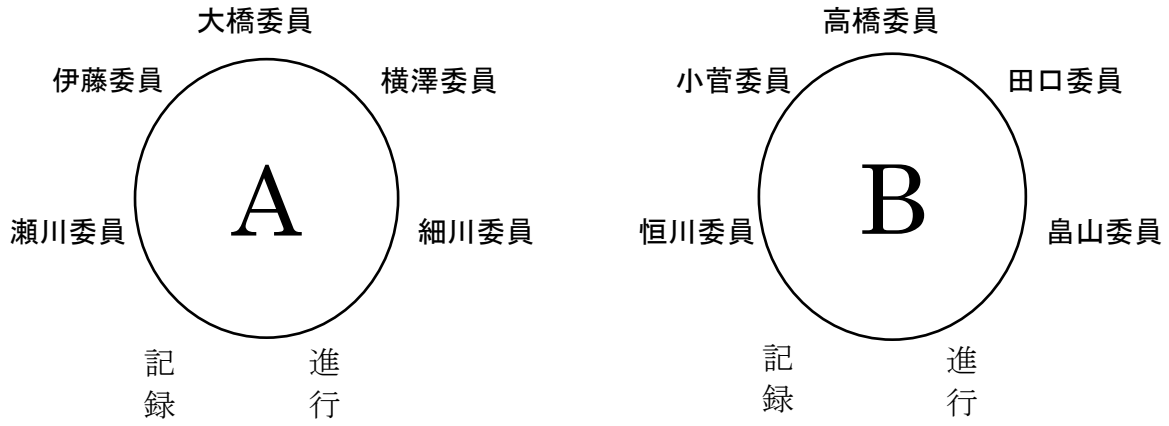 大橋委員
伊藤委員
横澤委員
A
瀬川委員
細川委員
記録
進行
高橋委員
小菅委員
田口委員
B
恒川委員
畠山委員
記録
進行